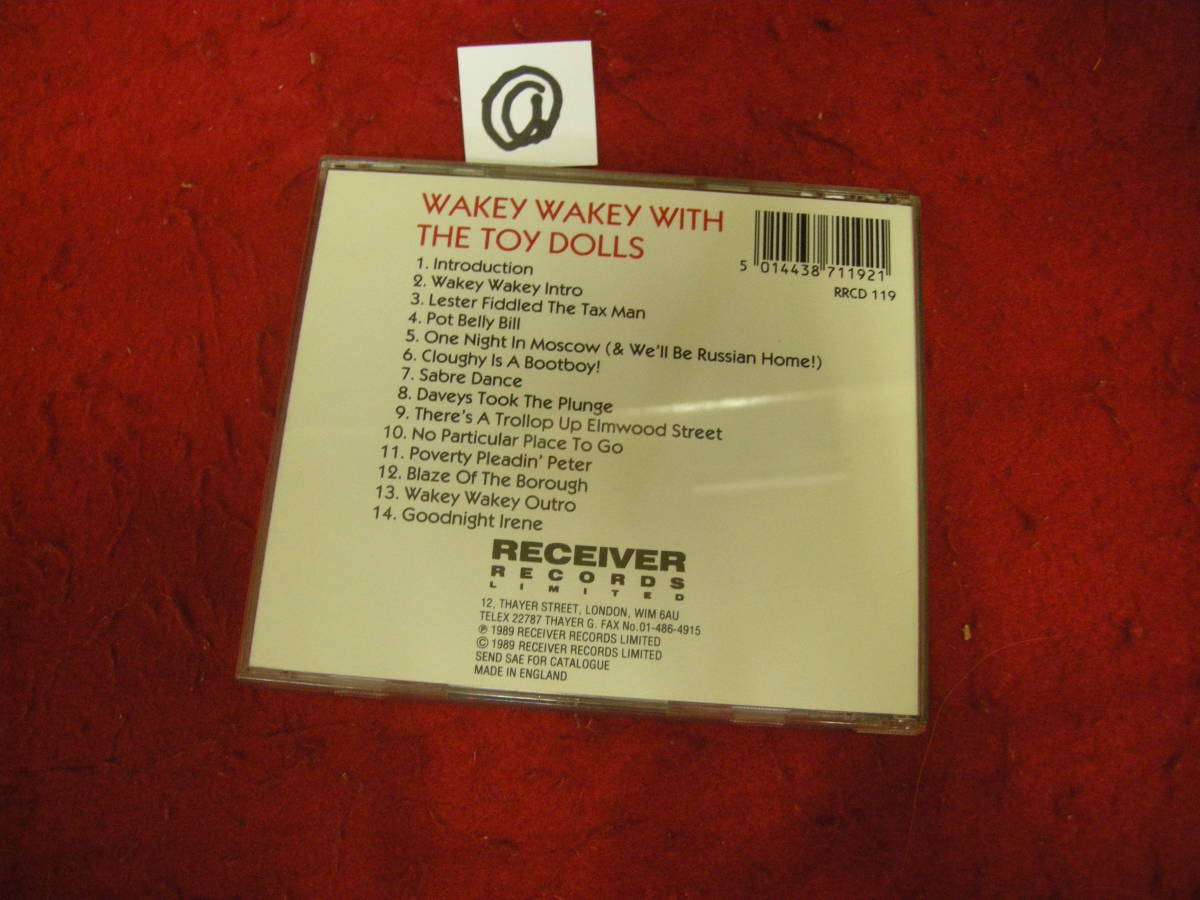 @
WAKEY WAKEY WITH
THE TOY DOLLS
1. Introduction
2. Wakey Wakey Intro
3. Lester Fiddled The Tax Man
4. Pot Belly Bill
5. One Night In Moscow (& We'll Be Russian Home!)
6. Cloughy Is A Bootboy!
7. Sabre Dance
8. Daveys Took The Plunge
9. There's A Trollop Up Elmwood Street
10. No Particular Place To Go
11. Poverty Pleadin' Peter
12. Blaze Of The Borough
13. Wakey Wakey Outro
14. Goodnight Irene
5 014438 711921
RRCD 119
RECEIVER
RECORDS
LIMITED
12, THAYER STREET, LONDON, WIM 6AU
TELEX 22787 THAYER G. FAX No. 01-486-4915
℗ 1989 RECEIVER RECORDS LIMITED
© 1989 RECEIVER RECORDS LIMITED
SEND SAE FOR CATALOGUE
MADE IN ENGLAND